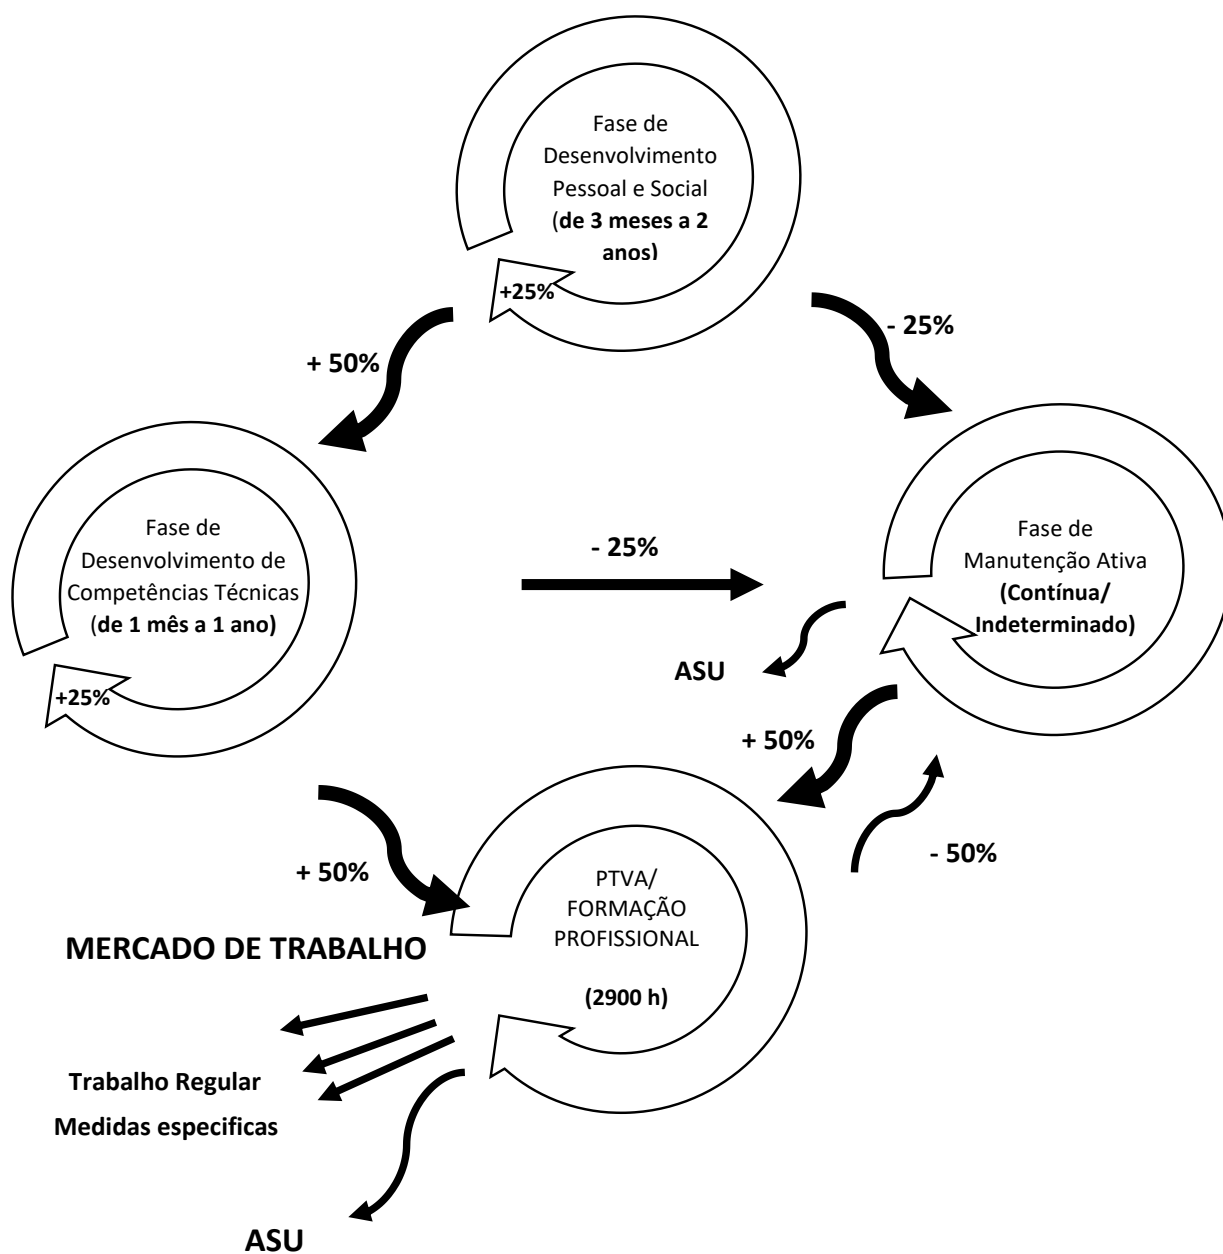 Fase de
Desenvolvimento
Pessoal e Social
(de 3 meses a 2
anos)
+25%
- 25%
+ 50%
Fase de
Desenvolvimento de
Competências Técnicas
(de 1 mês a 1 ano)
+25%
- 25%
Fase de
Manutenção Ativa
(Contínua/
Indeterminado)
ASU
+ 50%
- 50%
+ 50%
PTVA/
FORMAÇÃO
PROFISSIONAL
(2900 h)
MERCADO DE TRABALHO
Trabalho Regular
Medidas especificas
ASU